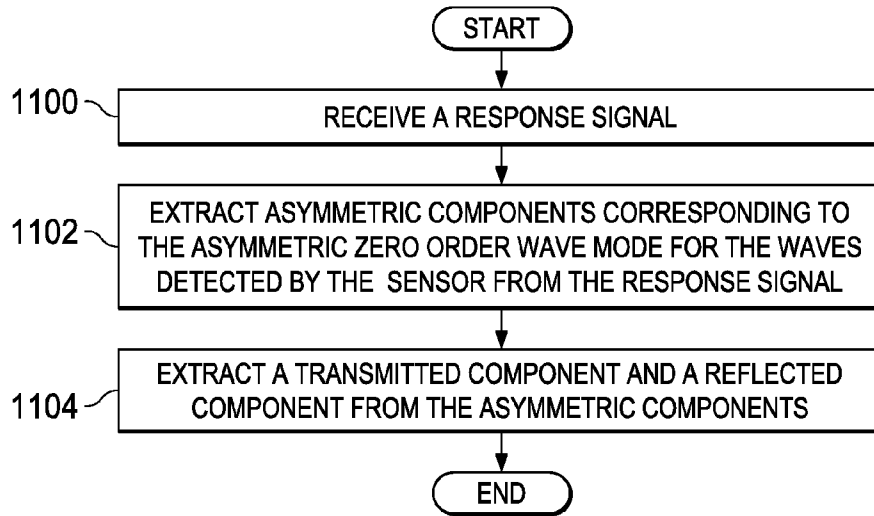 START
1100
RECEIVE A RESPONSE SIGNAL
1102
EXTRACT ASYMMETRIC COMPONENTS CORRESPONDING TO
THE ASYMMETRIC ZERO ORDER WAVE MODE FOR THE WAVES
DETECTED BY THE SENSOR FROM THE RESPONSE SIGNAL
1104
EXTRACT A TRANSMITTED COMPONENT AND A REFLECTED
COMPONENT FROM THE ASYMMETRIC COMPONENTS
END